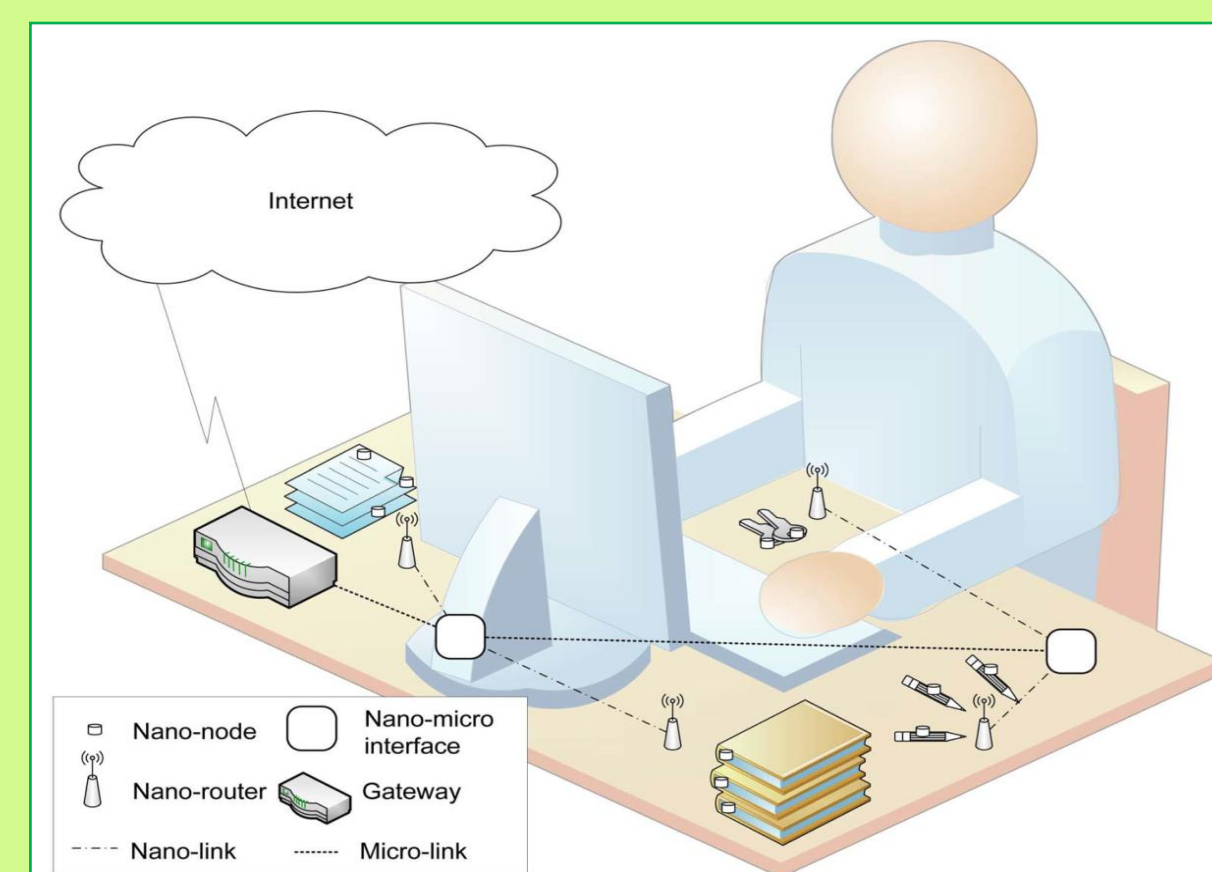 Internet
Nano-node
Nano-micro
interface
Nano-router
Gateway
Nano-link
Micro-link